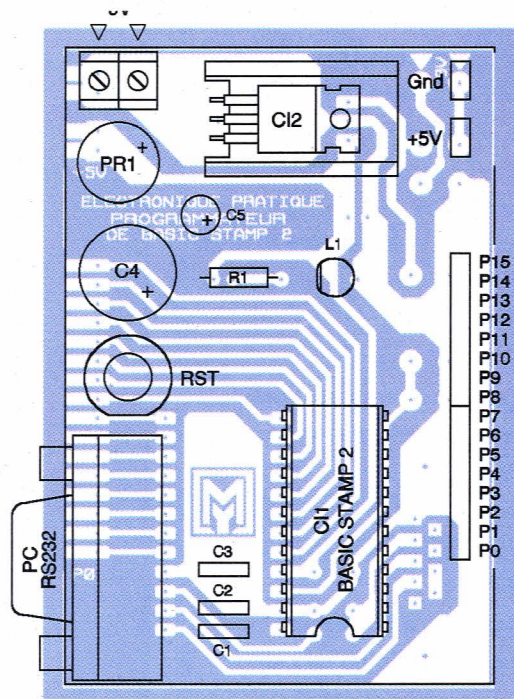 Gnd
CI2
+5V
PR1
+
+5V
ELECTRONIQUE PRATIQUE
PROGRAMMATEUR
DE BASIC STAMP 2
+
C5
L1
C4
+
R1
P15
P14
P13
P12
P11
P10
P9
P8
P7
P6
P5
P4
P3
P2
P1
P0
RST
CI1
BASIC STAMP 2
PC
RS232
P0
M
C3
C2
C1